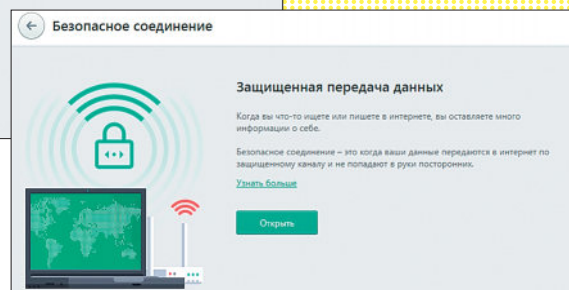 Безопасное соединение
Защищенная передача данных
Когда вы что-то ищете или пишете в интернете, вы оставляете много
информации о себе.
Безопасное соединение – это когда ваши данные передаются в интернет по
защищенному каналу и не попадают в руки посторонних.
Узнать больше
Открыть